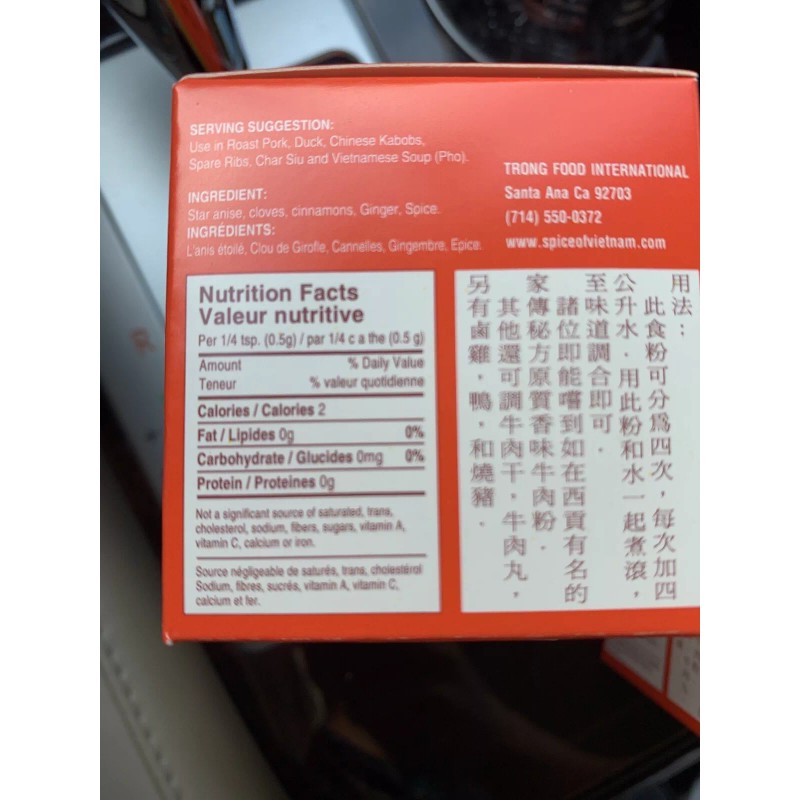 SERVING SUGGESTION:
Use in Roast Pork, Duck, Chinese Kabobs,
Spare Ribs, Char Siu and Vietnamese Soup (Pho).
INGREDIENT:
Star anise, cloves, cinnamons, Ginger, Spice.
INGRÉDIENTS:
L'anis étoilé, Clou de Girofle, Cannelles, Gingembre, Epice.
TRONG FOOD INTERNATIONAL
Santa Ana Ca 92703
(714) 550-0372
www.spiceofvietnam.com
Nutrition Facts
Valeur nutritive
Per 1/4 tsp. (0.5g) / par 1/4 c a the (0.5 g)
Amount % Daily Value
Teneur % valeur quotidienne
Calories / Calories 2
Fat / Lipides 0g 0%
Carbohydrate / Glucides 0mg 0%
Protein / Protéines 0g
Not a significant source of saturated, trans,
cholesterol, sodium, fibers, sugars, vitamin A,
vitamin C, calcium or iron.
Source négligeable de saturés, trans, cholestérol
Sodium, fibres, sucrés, vitamin A, vitamin C,
calcium et fer.
用法：
此食粉可分為四次，每次加四
公升水．用此粉和水一起煮滾，
至味道調合即可．
諸位即能嚐到如在西貢有名的
家傳秘方原質香味牛肉粉．
其他還可調牛肉干，牛肉丸，
另有鹵雞，鴨，和燒豬．